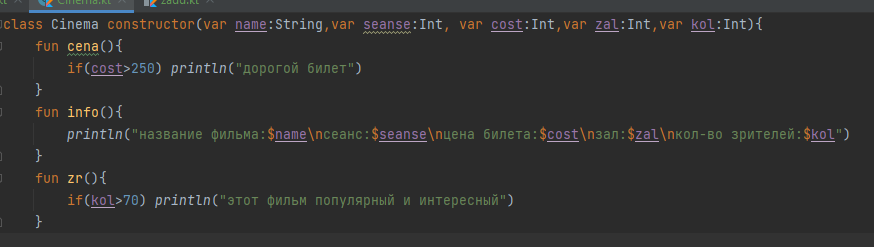 Cinema.kt zadd.kt
class Cinema constructor(var name:String,var seanse:Int, var cost:Int,var zal:Int,var kol:Int){
fun cena(){
if(cost>250) println("дорогой билет")
}
fun info(){
println("название фильма:$name\nсеанс:$seanse\nцена билета:$cost\nзал:$zal\nкол-во зрителей:$kol")
}
fun zr(){
if(kol>70) println("этот фильм популярный и интересный")
}